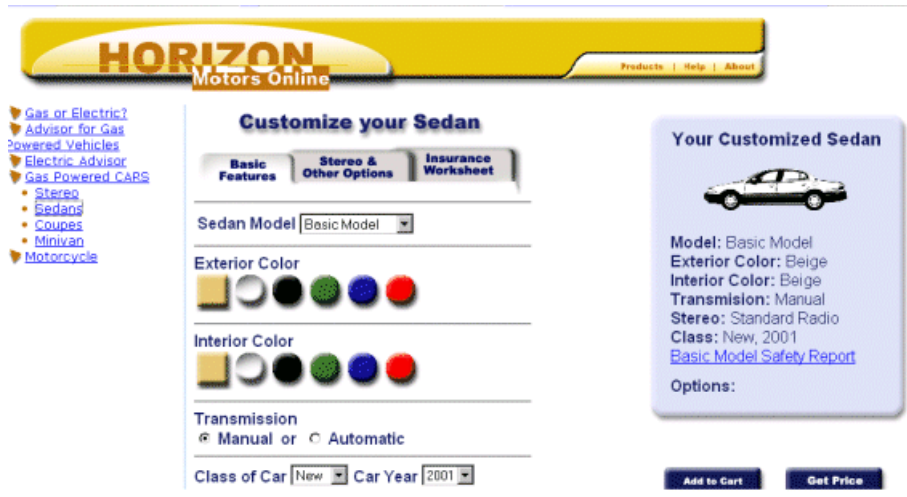 HORIZON
Motors Online
Products | Help | About
Gas or Electric?
Advisor for Gas
Powered Vehicles
Electric Advisor
Gas Powered CARS
Stereo
Sedans
Coupes
Minivan
Motorcycle
Customize your Sedan
Basic
Features
Stereo &
Other Options
Insurance
Worksheet
Sedan Model Basic Model
Exterior Color
Interior Color
Transmission
Manual or Automatic
Class of Car New Car Year 2001
Your Customized Sedan
Model: Basic Model
Exterior Color: Beige
Interior Color: Beige
Transmision: Manual
Stereo: Standard Radio
Class: New, 2001
Basic Model Safety Report
Options:
Add to Cart
Get Price